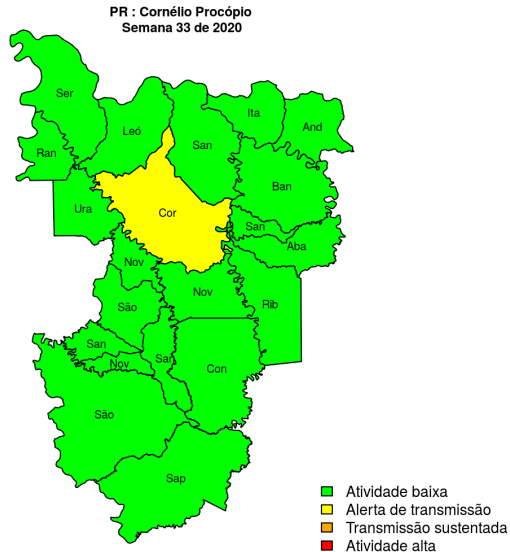 PR : Cornélio Procópio
Semana 33 de 2020
Ser
Ita
And
Leó
San
Ran
Ban
Ura
Cor
San
Aba
Nov
Nov
Rib
São
San
San
Nov
Con
São
Sap
Atividade baixa
Alerta de transmissão
Transmissão sustentada
Atividade alta